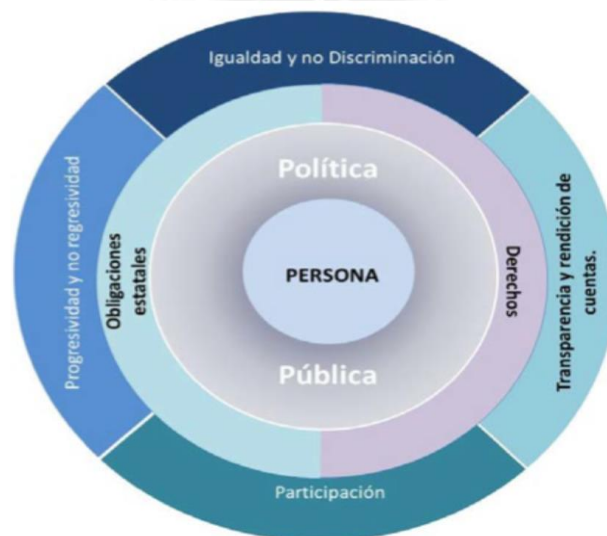 Igualdad y no Discriminación
Progresividad y no regresividad
Obligaciones
estatales
Política
PERSONA
Pública
Derechos
Transparencia y rendición de
cuentas.
Participación